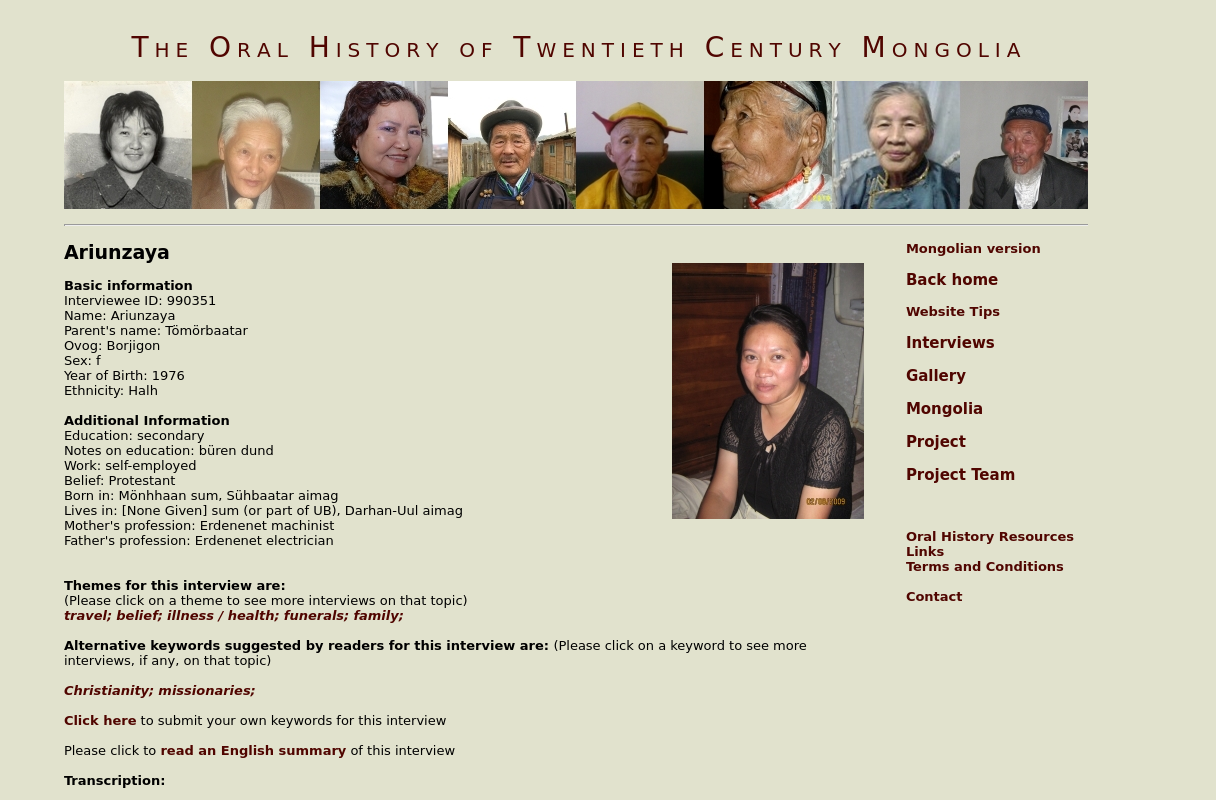 The Oral History of Twentieth Century Mongolia
Ariunzaya
Basic information
Interviewee ID: 990351
Name: Ariunzaya
Parent's name: Tömörbaatar
Ovog: Borjigon
Sex: f
Year of Birth: 1976
Ethnicity: Halh
Additional Information
Education: secondary
Notes on education: büren dund
Work: self-employed
Belief: Protestant
Born in: Mönhhaan sum, Sühbaatar aimag
Lives in: [None Given] sum (or part of UB), Darhan-Uul aimag
Mother's profession: Erdenenet machinist
Father's profession: Erdenenet electrician
Themes for this interview are:
(Please click on a theme to see more interviews on that topic)
travel; belief; illness / health; funerals; family;
Alternative keywords suggested by readers for this interview are: (Please click on a keyword to see more
interviews, if any, on that topic)
Christianity; missionaries;
Click here to submit your own keywords for this interview
Please click to read an English summary of this interview
Transcription:
Mongolian version
Back home
Website Tips
Interviews
Gallery
Mongolia
Project
Project Team
Oral History Resources
Links
Terms and Conditions
Contact